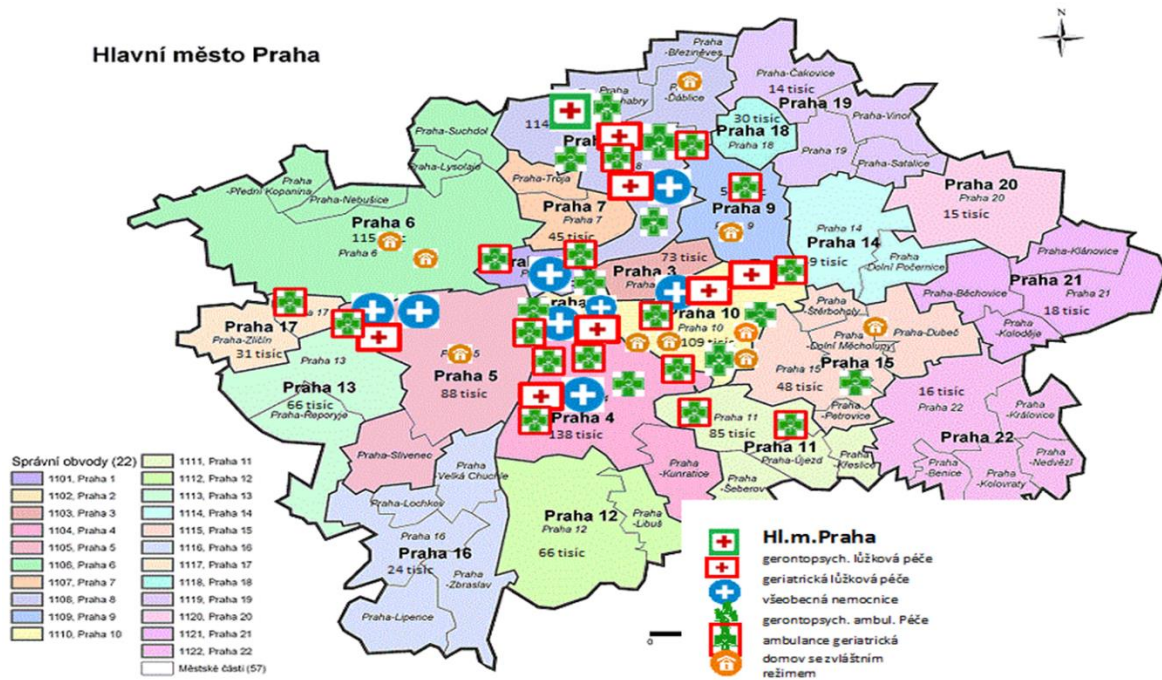 N
Hlavní město Praha
Praha
-Březiněves
Praha-Čakovice
14 tisíc
Praha 19
Praha
-Ďáblice
30 tisíc
Praha 18
Praha 18
Praha-Vinoř
114
Praha-Suchdol
Praha-Lysolaje
Praha 19
Praha-Satalice
Praha
-Přední Kopanina
Praha
Praha-Nebušice
Praha-Troja
Praha 20
Praha 20
15 tisíc
Praha 6
115
Praha 6
Praha 7
Praha 7
45 tisíc
Praha 9
Praha 14
Praha 14
9 tisíc
Praha
Dolní Počernice
Praha-Klánovice
73 tisíc
Praha 3
Praha 21
Praha 21
18 tisíc
Praha-Běchovice
Praha-Koloděje
Praha 17
Praha-Zličín
31 tisíc
Praha 10
Praha 10
109 tisíc
Praha-
Štěrboholy
Praha
-Dolní Měcholupy
Praha-Dubeč
Praha 13
Praha 13
66 tisíc
Praha-Řeporyje
Praha 5
88 tisíc
Praha 15
Praha 15
48 tisíc
Praha
-Petrovice
16 tisíc
Praha 22
Praha-Královice
Praha 22
Praha-Nedvězí
Praha
-Benice
Praha
-Kolovraty
Praha 4
138 tisíc
Praha 11
85 tisíc
Praha 11
Praha-Újezd
Praha
-Křeslice
Praha
-Šeberov
Praha
-Kunratice
Praha-Slivenec
Praha
-Velká Chuchle
Praha-Lochkov
Praha 12
Praha 12
66 tisíc
Praha
-Libuš
Praha 16
Praha 16
24 tisíc
Praha
-Zbraslav
Praha-Lipence
Správní obvody (22)
1101, Praha 1
1102, Praha 2
1103, Praha 3
1104, Praha 4
1105, Praha 5
1106, Praha 6
1107, Praha 7
1108, Praha 8
1109, Praha 9
1110, Praha 10
1111, Praha 11
1112, Praha 12
1113, Praha 13
1114, Praha 14
1115, Praha 15
1116, Praha 16
1117, Praha 17
1118, Praha 18
1119, Praha 19
1120, Praha 20
1121, Praha 21
1122, Praha 22
Městské části (57)
0
Hl.m.Praha
gerontopsych. lůžková péče
geriatrická lůžková péče
všeobecná nemocnice
gerontopsych. ambul. Péče
ambulance geriatrická
domov se zvláštním
režimem